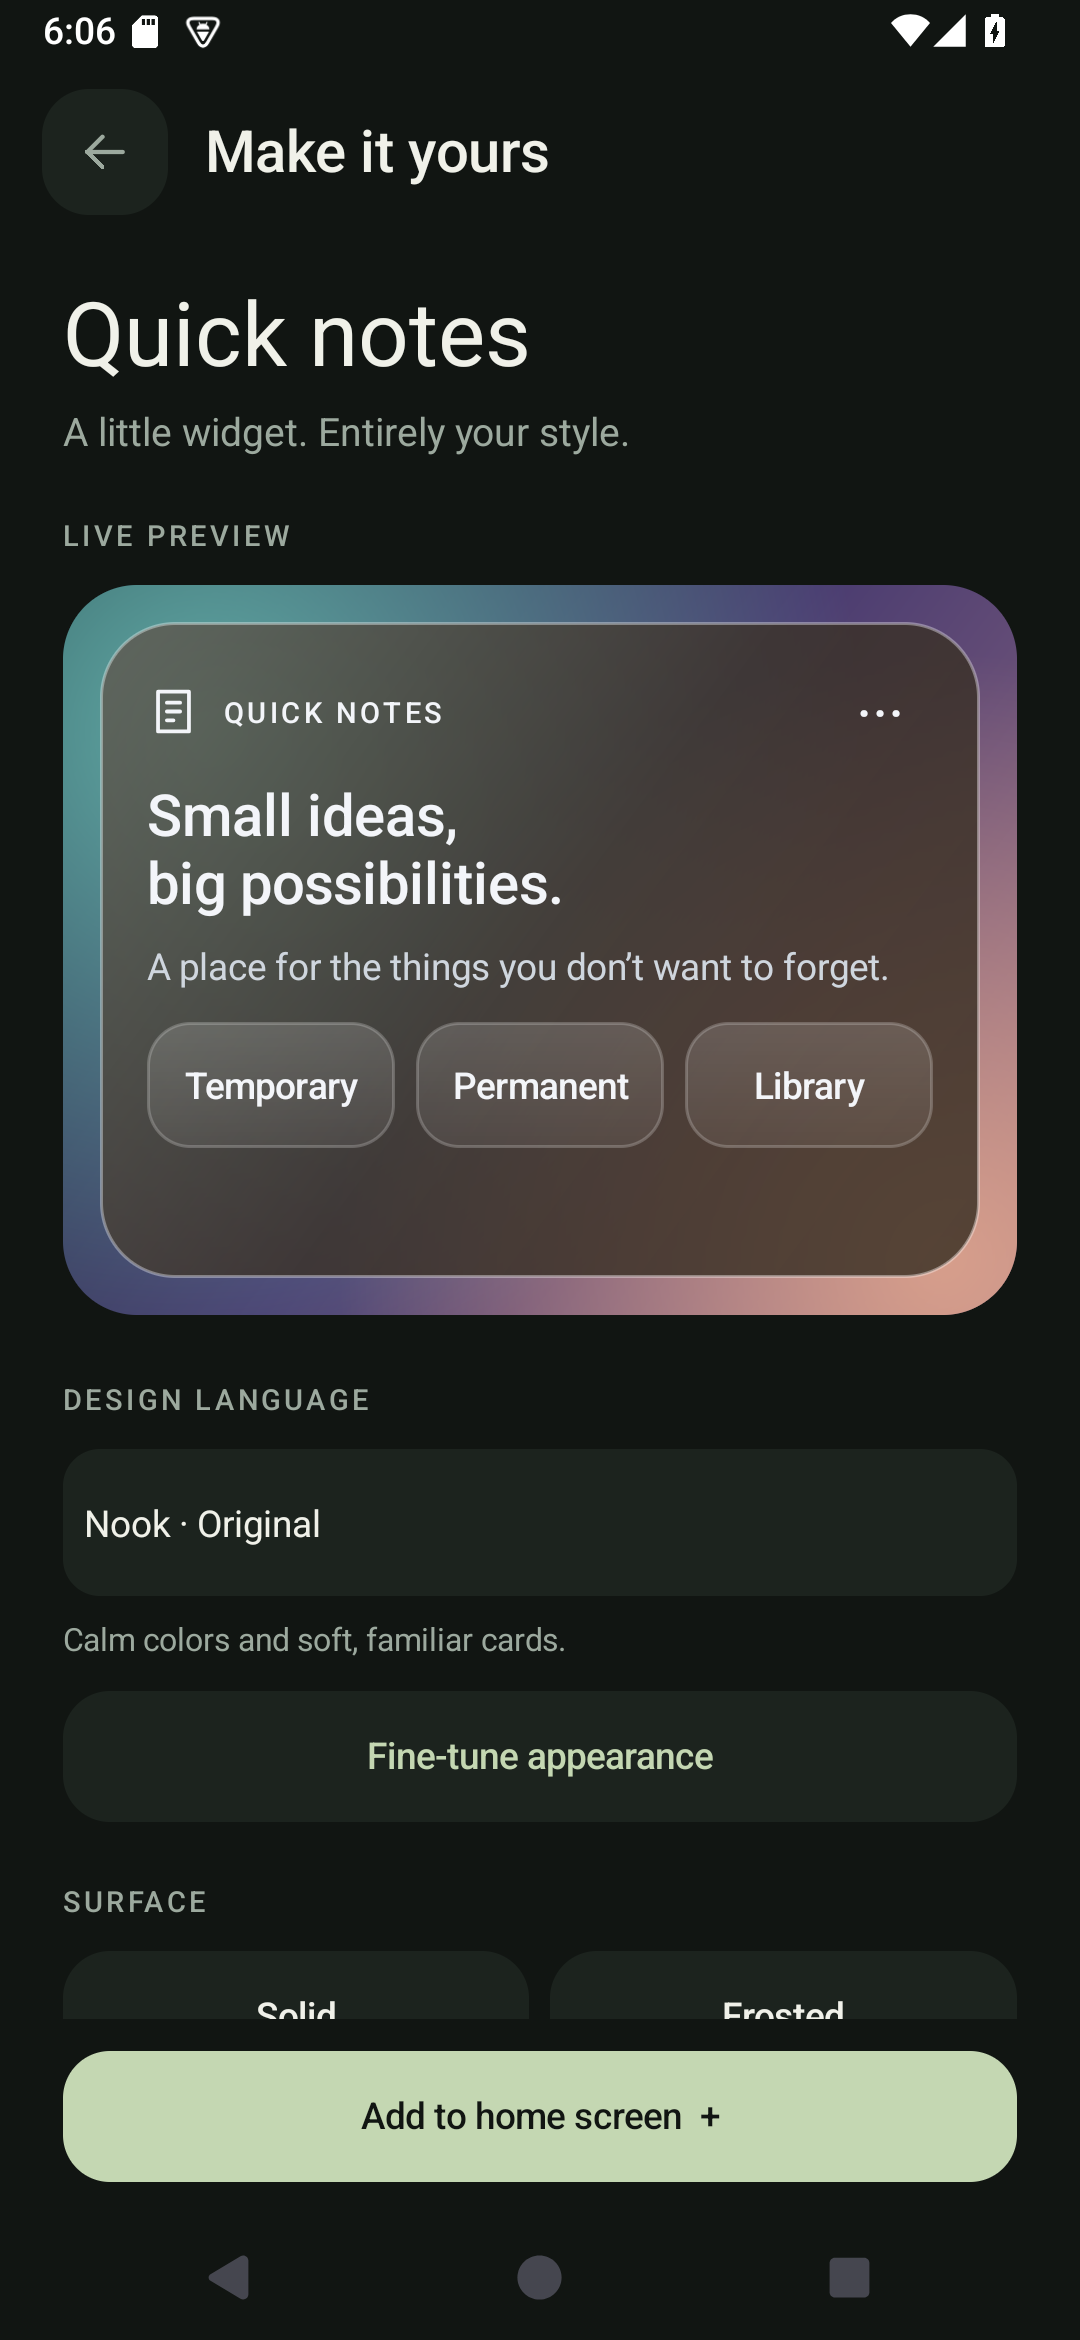 6:06
Make it yours
Quick notes
A little widget. Entirely your style.
LIVE PREVIEW
QUICK NOTES
Small ideas,
big possibilities.
A place for the things you don’t want to forget.
Temporary
Permanent
Library
DESIGN LANGUAGE
Nook · Original
Calm colors and soft, familiar cards.
Fine-tune appearance
SURFACE
Solid
Frosted
Add to home screen +